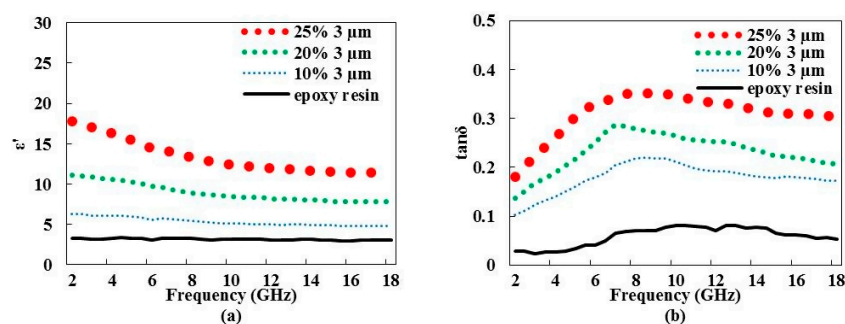 30
25
20
15
10
5
0
ε'
25% 3 μm
20% 3 μm
10% 3 μm
epoxy resin
2 4 6 8 10 12 14 16 18
Frequency (GHz)
(a)
0.5
0.4
0.3
0.2
0.1
0
tanδ
25% 3 μm
20% 3 μm
10% 3 μm
epoxy resin
2 4 6 8 10 12 14 16 18
Frequency (GHz)
(b)